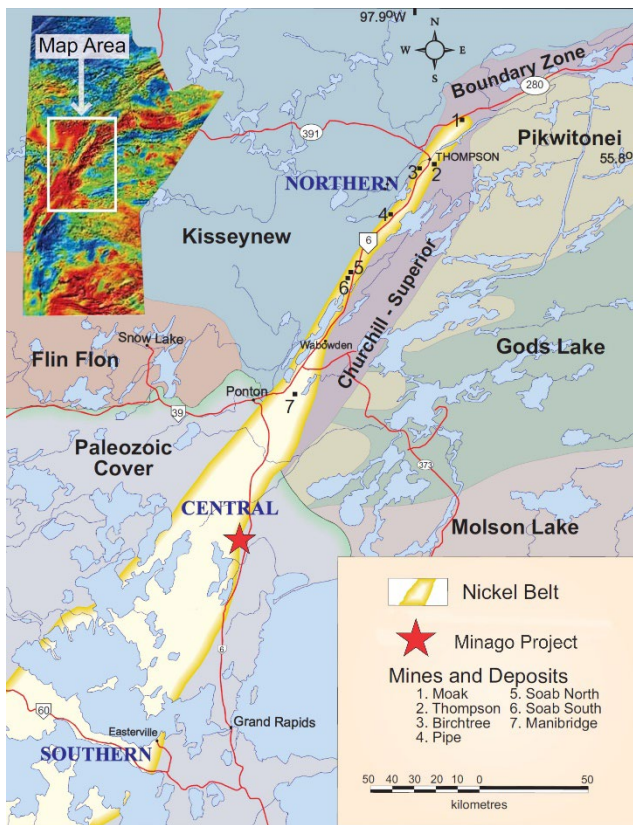 Map Area
97.9º W
N
W E
S
Boundary Zone
280
391
1
Pikwitonei
THOMPSON
55.8º
3
2
NORTHERN
4
Kisseynew
6
5
6
Churchill - Superior
Snow Lake
Wabowden
Gods Lake
Flin Flon
Ponton
7
39
Paleozoic
Cover
373
CENTRAL
Molson Lake
6
60
Easterville
Grand Rapids
SOUTHERN
Nickel Belt
Minago Project
Mines and Deposits
1. Moak
2. Thompson
3. Birchtree
4. Pipe
5. Soab North
6. Soab South
7. Manibridge
50 40 30 20 10 0 50
kilometres